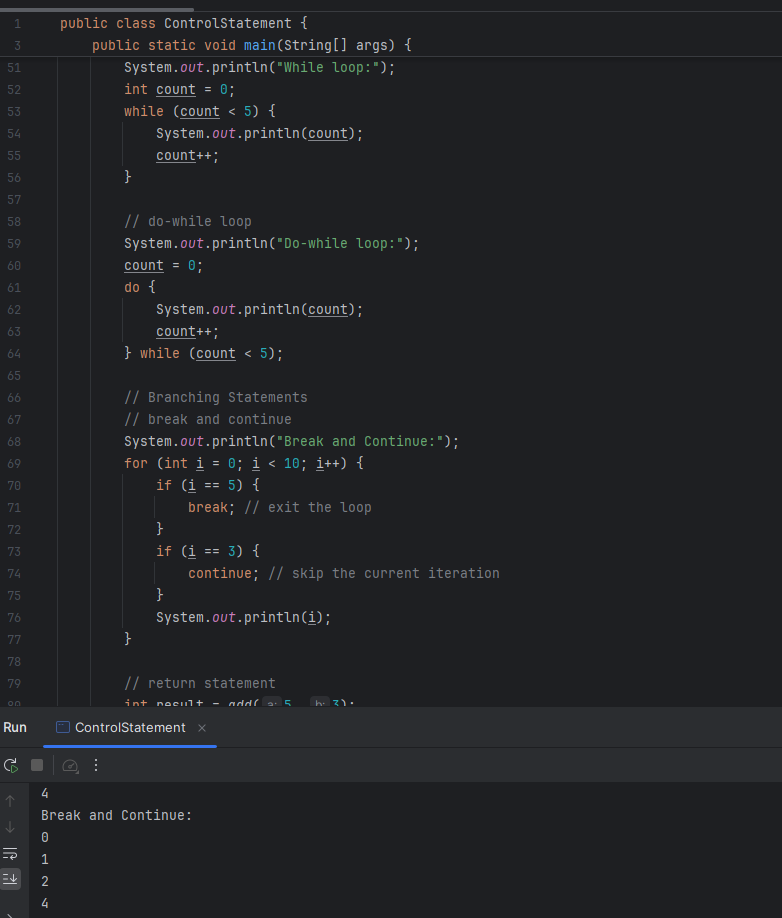 1 public class ControlStatement {
3 public static void main(String[] args) {
51 System.out.println("While loop:");
52 int count = 0;
53 while (count < 5) {
54 System.out.println(count);
55 count++;
56 }
57
58 // do-while loop
59 System.out.println("Do-while loop:");
60 count = 0;
61 do {
62 System.out.println(count);
63 count++;
64 } while (count < 5);
65
66 // Branching Statements
67 // break and continue
68 System.out.println("Break and Continue:");
69 for (int i = 0; i < 10; i++) {
70 if (i == 5) {
71 break; // exit the loop
72 }
73 if (i == 3) {
74 continue; // skip the current iteration
75 }
76 System.out.println(i);
77 }
78
79 // return statement
80 int result = add( a: 5, b: 3);
Run ControlStatement ×
4
Break and Continue:
0
1
2
4